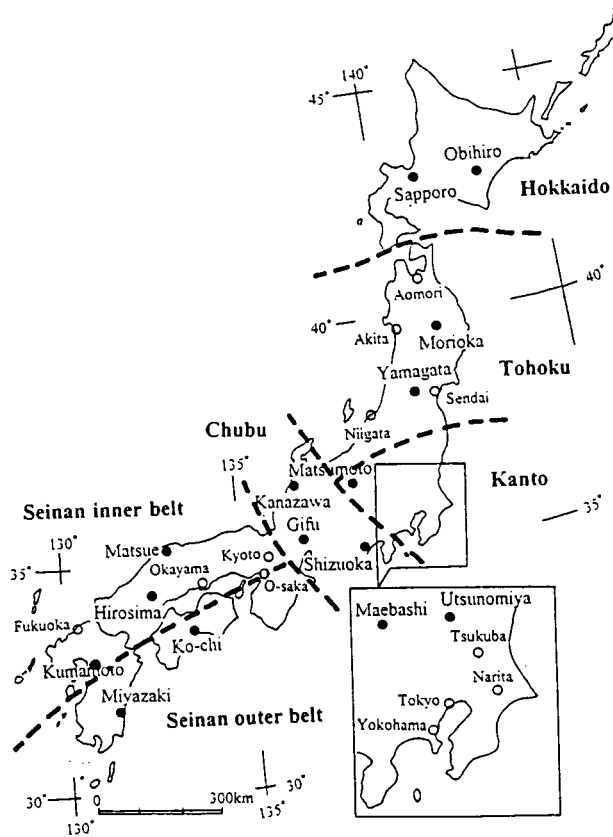 140°
45°
Obihiro
Sapporo
Hokkaido
40°
Aomori
40°
Akita
Morioka
Yamagata
Tohoku
Sendai
Niigata
Chubu
135°
Matsumoto
Kanto
Kanazawa
35°
Seinan inner belt
Gifu
130°
Matsue
Kyoto
Shizuoka
35°
Okayama
O-saka
Hirosima
Fukuoka
Ko-chi
Kumamoto
Miyazaki
Seinan outer belt
Maebashi
Utsunomiya
Tsukuba
Narita
Tokyo
Yokohama
30°
130°
0
300km
30°
135°